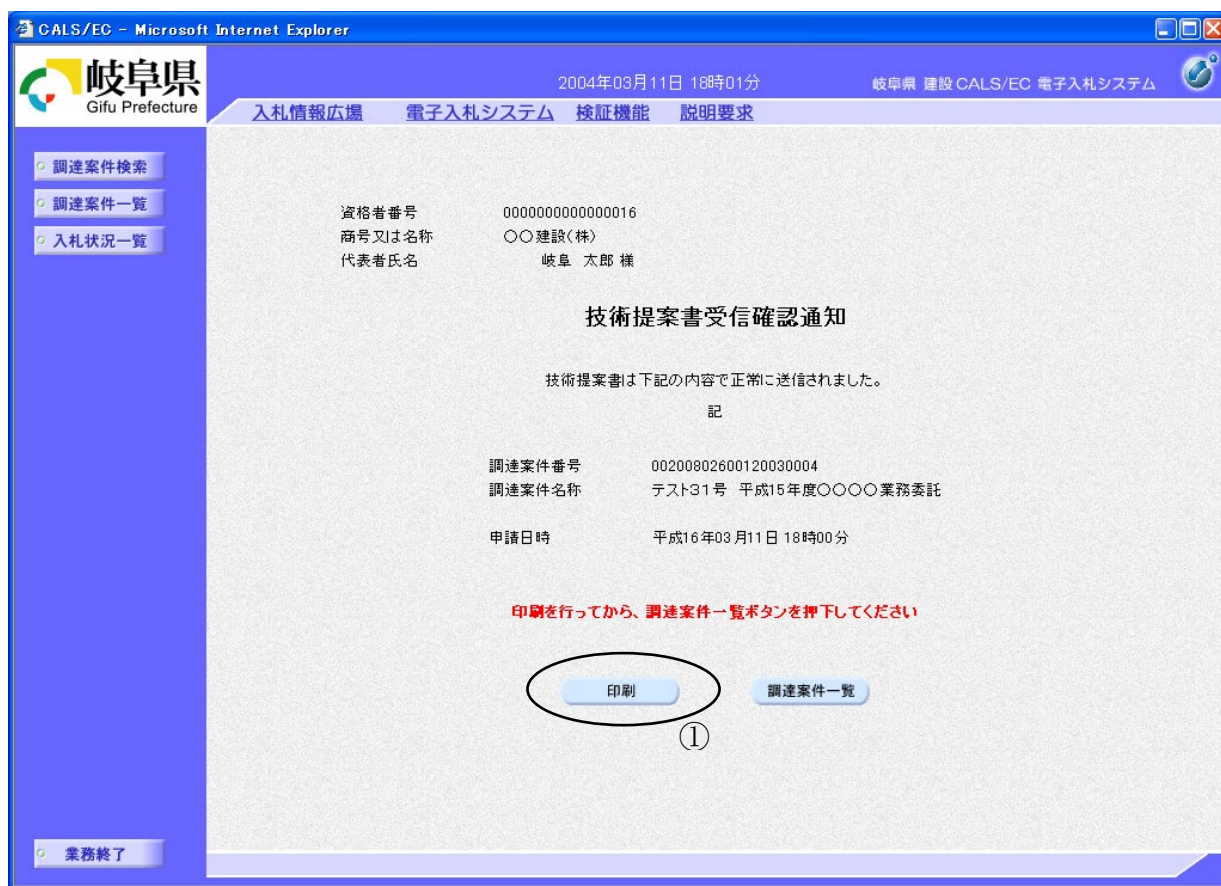 CALS/EC - Microsoft Internet Explorer
岐阜県
Gifu Prefecture
2004年03月11日 18時01分
岐阜県 建設CALS/EC 電子入札システム
入札情報広場 電子入札システム 検証機能 説明要求
調達案件検索
調達案件一覧
入札状況一覧
資格者番号 0000000000000016
商号又は名称 〇〇建設(株)
代表者氏名 岐阜 太郎 様
技術提案書受信確認通知
技術提案書は下記の内容で正常に送信されました。
記
調達案件番号 00200802600120030004
調達案件名称 テスト31号 平成15年度〇〇〇〇業務委託
申請日時 平成16年03月11日 18時00分
印刷を行ってから、調達案件一覧ボタンを押下してください
印刷 調達案件一覧
①
業務終了